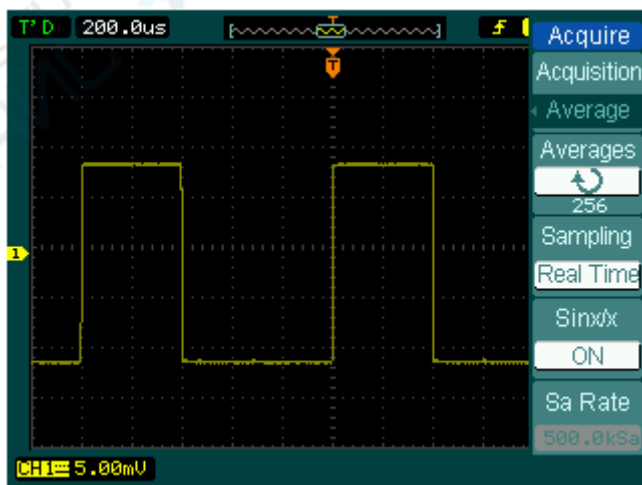 T'D 200.0us T
Acquire
T
Acquisition
Average
Averages
256
1
Sampling
Real Time
Sinx/x
ON
Sa Rate
500.0kSa
CH1 5.00mV